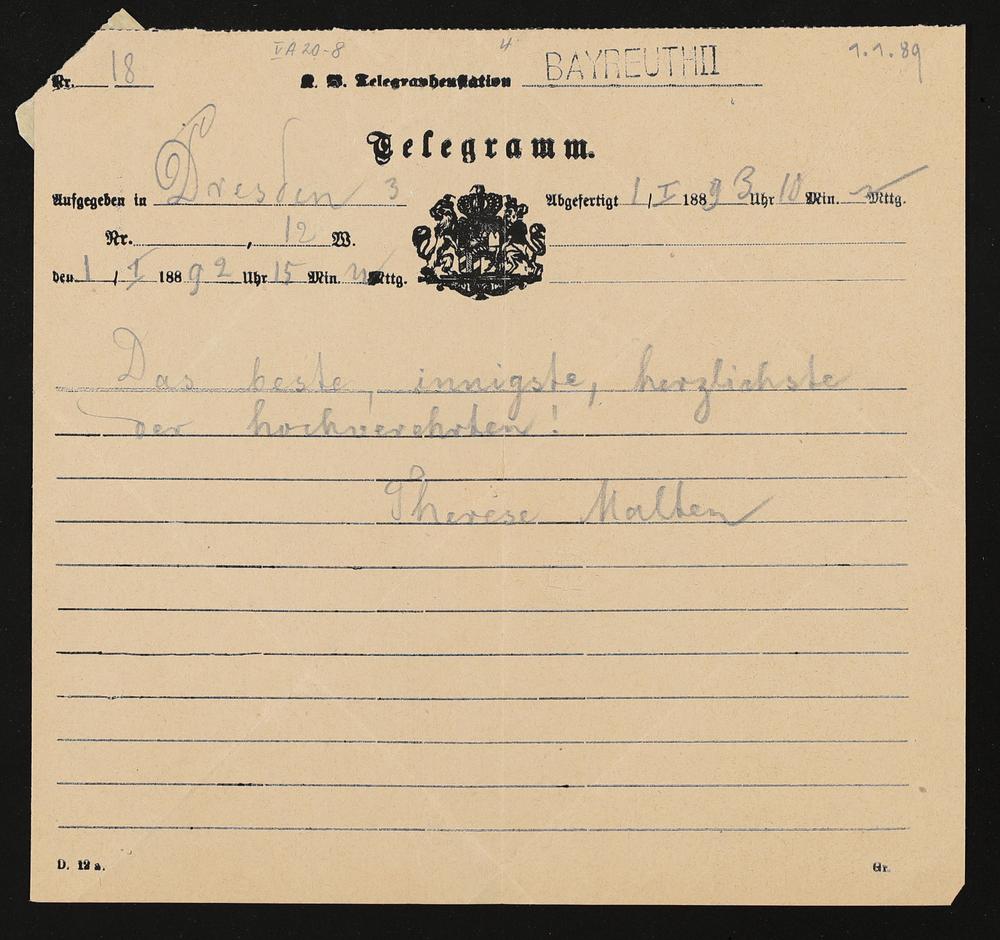 V A 20-8 4 1.1.89
Nr. 18 K. B. Telegraphenstation BAYREUTH II
Telegramm.
Aufgegeben in Dresden 3
Abgefertigt 1 / I 1889 3 Uhr 10 Min. n Mttg.
Nr. , 12 W.
den 1 / I 1889 2 Uhr 15 Min. n Mttg.
Das beste, innigste, herzlichste
der hochverehrten!
Therese Malten
D. 12 a. Gr.